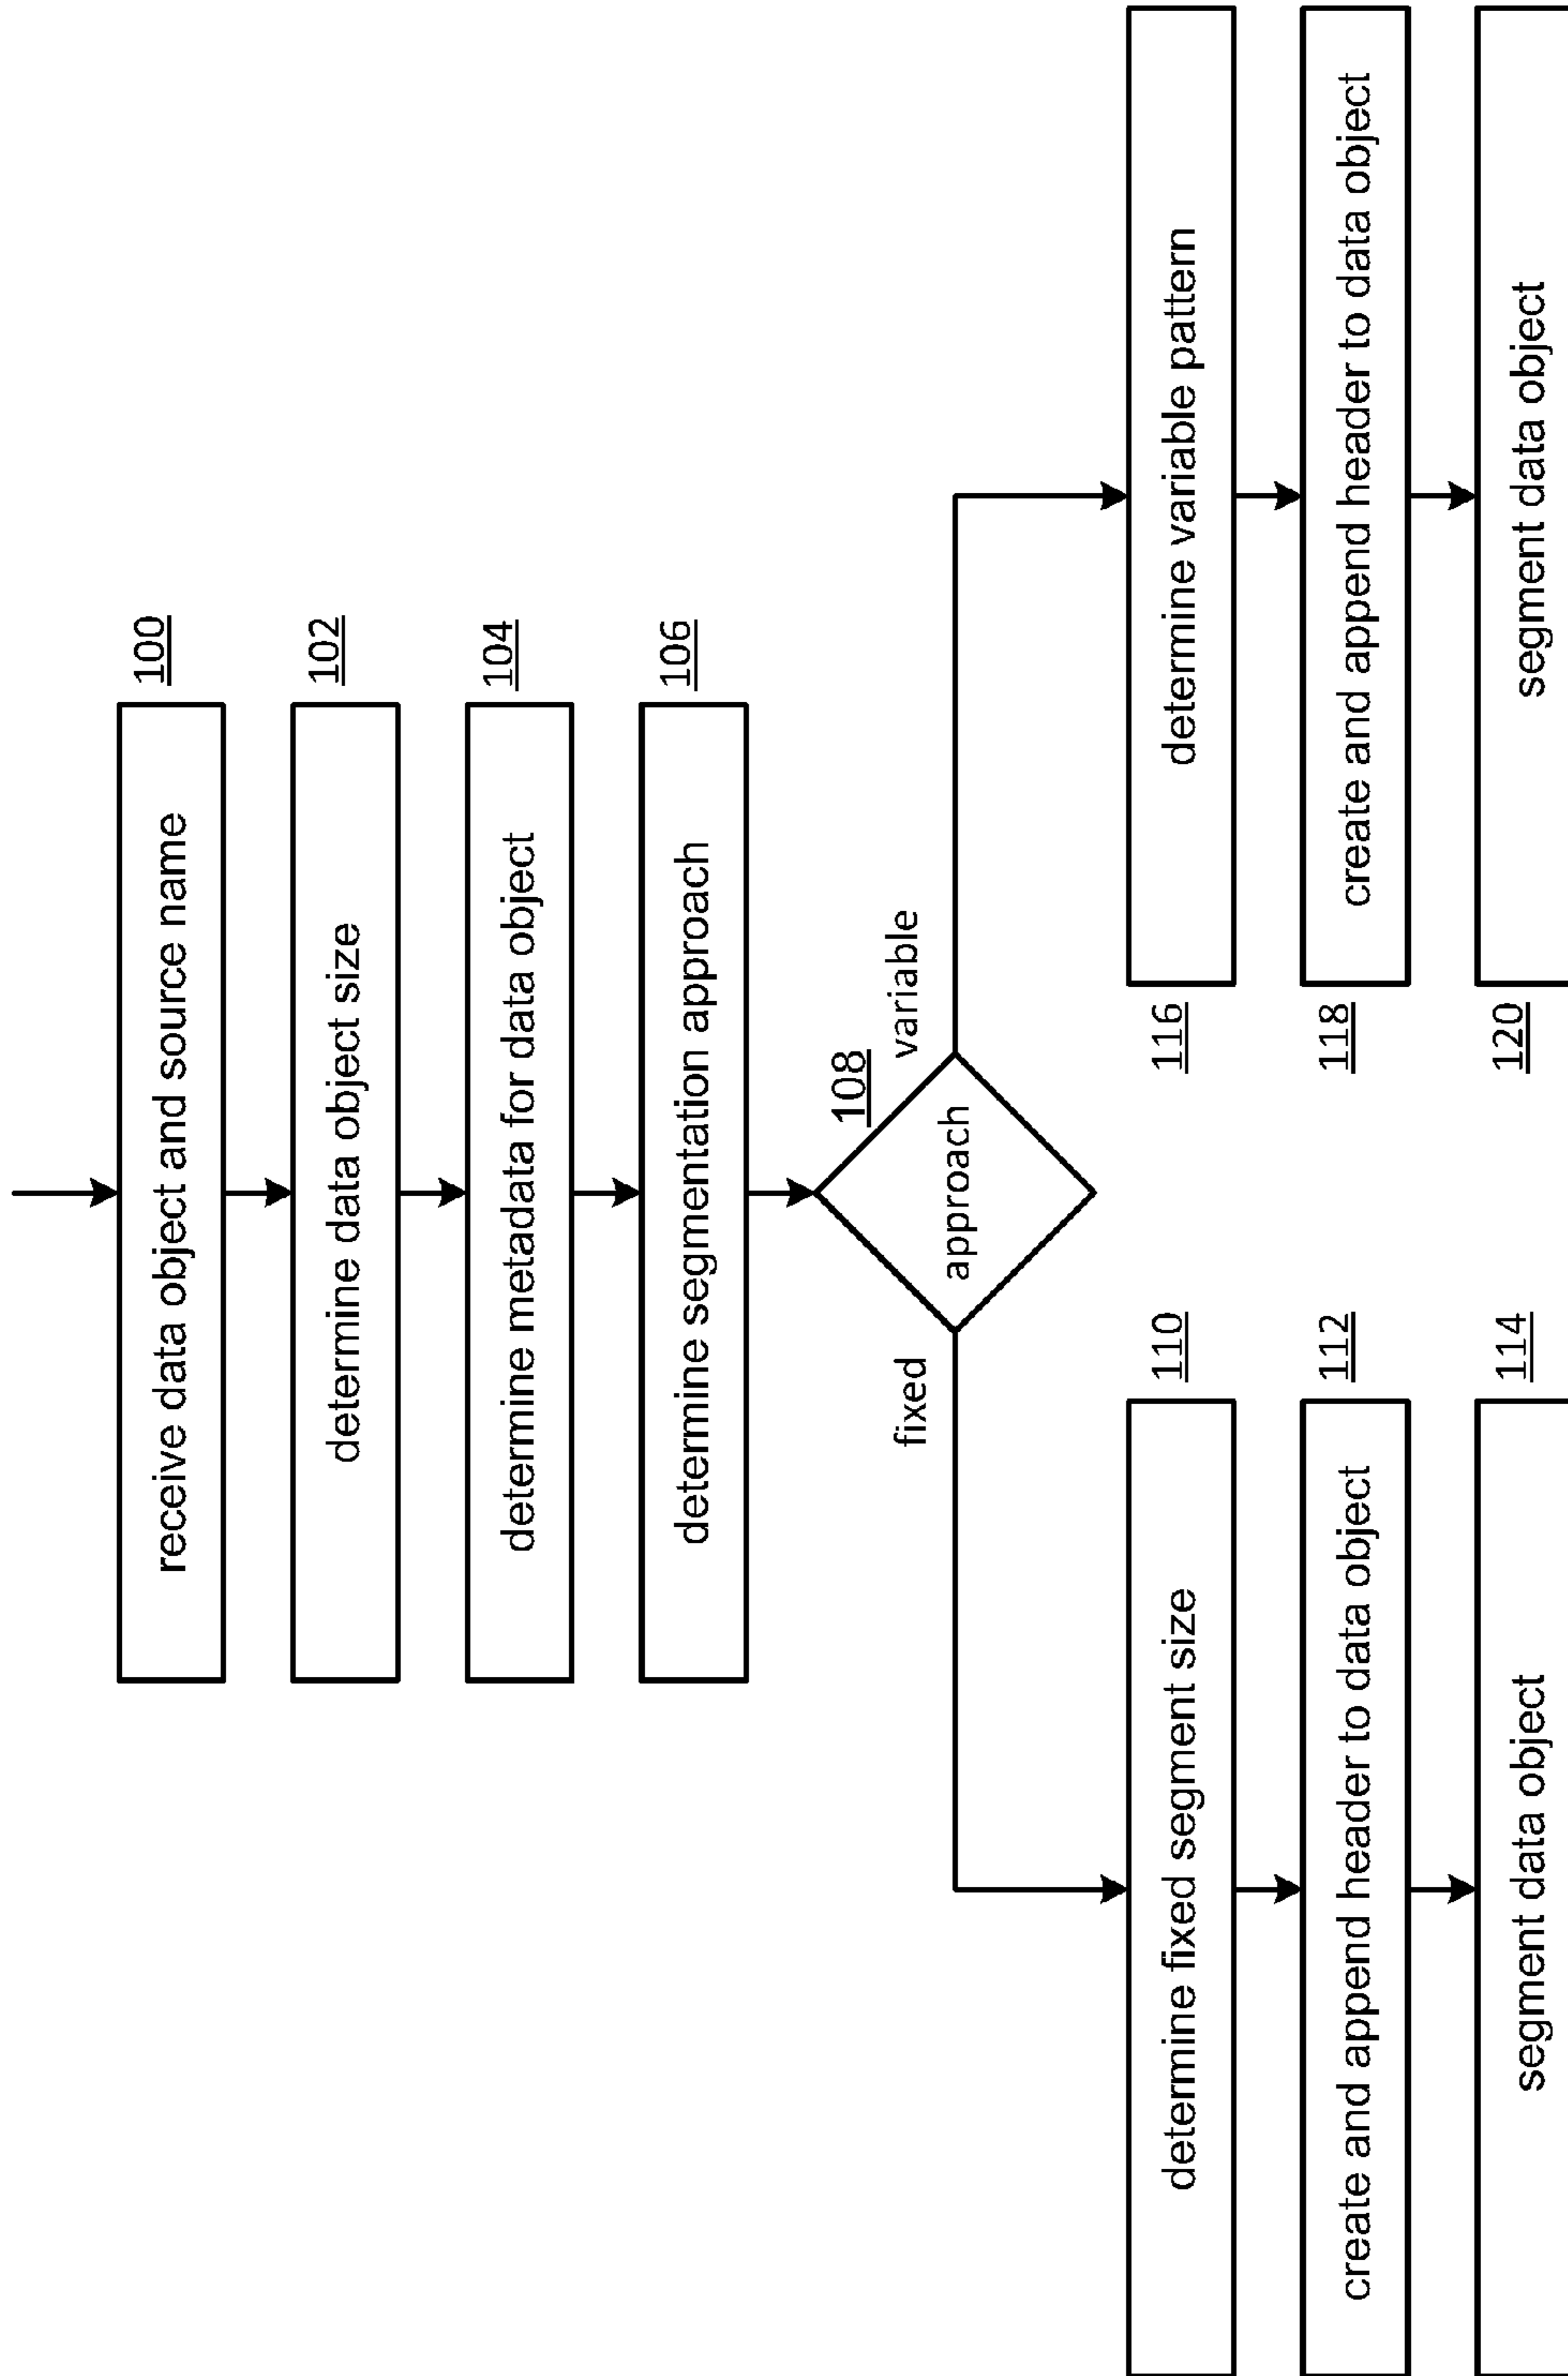 receive data object and source name
100
determine data object size
102
determine metadata for data object
104
determine segmentation approach
106
108
approach
fixed
variable
determine fixed segment size
110
create and append header to data object
112
segment data object
114
116
determine variable pattern
118
create and append header to data object
120
segment data object